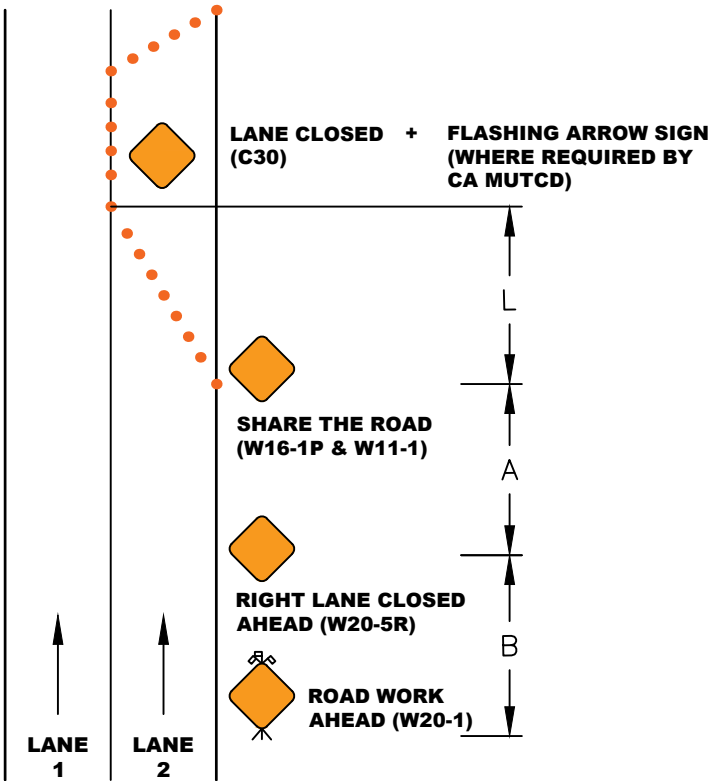 LANE CLOSED + FLASHING ARROW SIGN
(C30) (WHERE REQUIRED BY
CA MUTCD)
L
SHARE THE ROAD
(W16-1P & W11-1)
A
RIGHT LANE CLOSED
AHEAD (W20-5R)
B
ROAD WORK
AHEAD (W20-1)
LANE
1
LANE
2